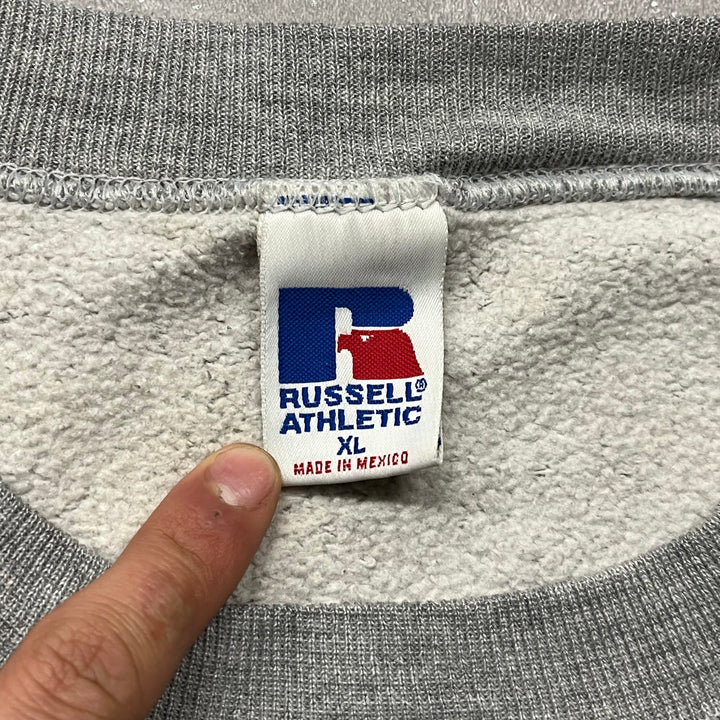 R
RUSSELL®
ATHLETIC
XL
MADE IN MEXICO